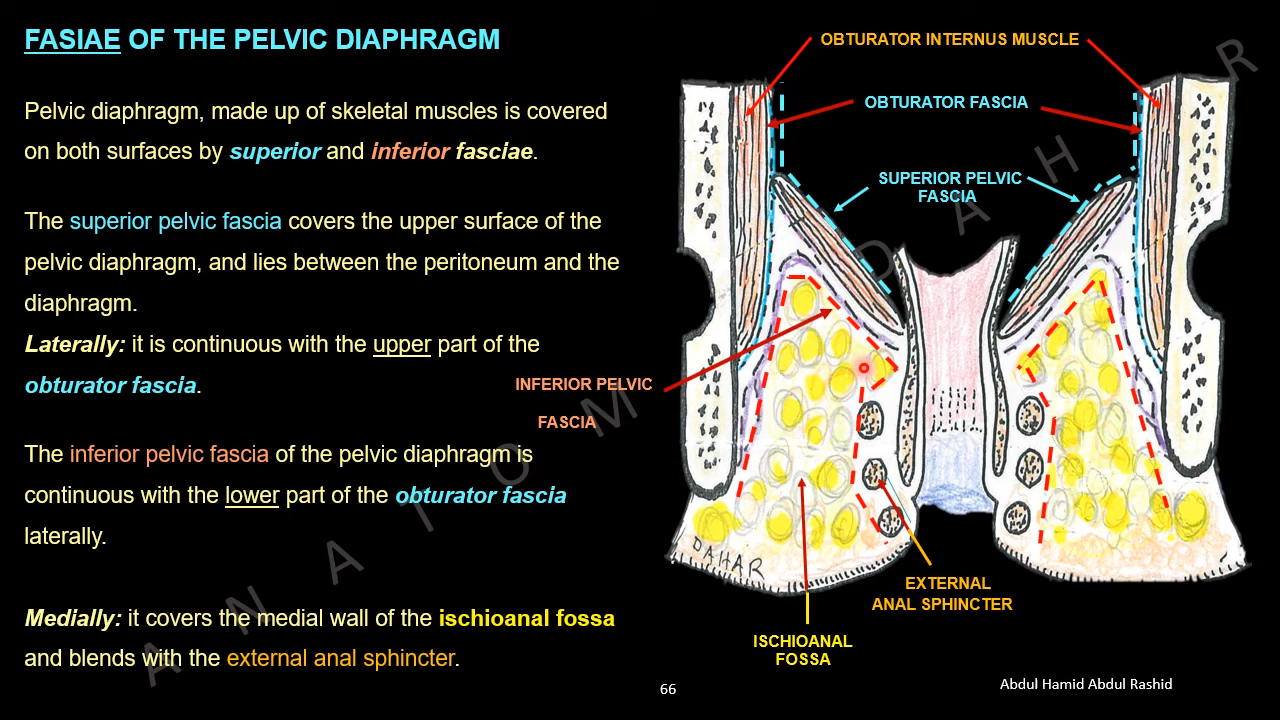 FASIAE OF THE PELVIC DIAPHRAGM
Pelvic diaphragm, made up of skeletal muscles is covered
on both surfaces by superior and inferior fasciae.
The superior pelvic fascia covers the upper surface of the
pelvic diaphragm, and lies between the peritoneum and the
diaphragm.
Laterally: it is continuous with the upper part of the
obturator fascia.
The inferior pelvic fascia of the pelvic diaphragm is
continuous with the lower part of the obturator fascia
laterally.
Medially: it covers the medial wall of the ischioanal fossa
and blends with the external anal sphincter.
OBTURATOR INTERNUS MUSCLE
OBTURATOR FASCIA
SUPERIOR PELVIC
FASCIA
INFERIOR PELVIC
FASCIA
EXTERNAL
ANAL SPHINCTER
ISCHIOANAL
FOSSA
DAHAR
ANATOM DAHR
66
Abdul Hamid Abdul Rashid